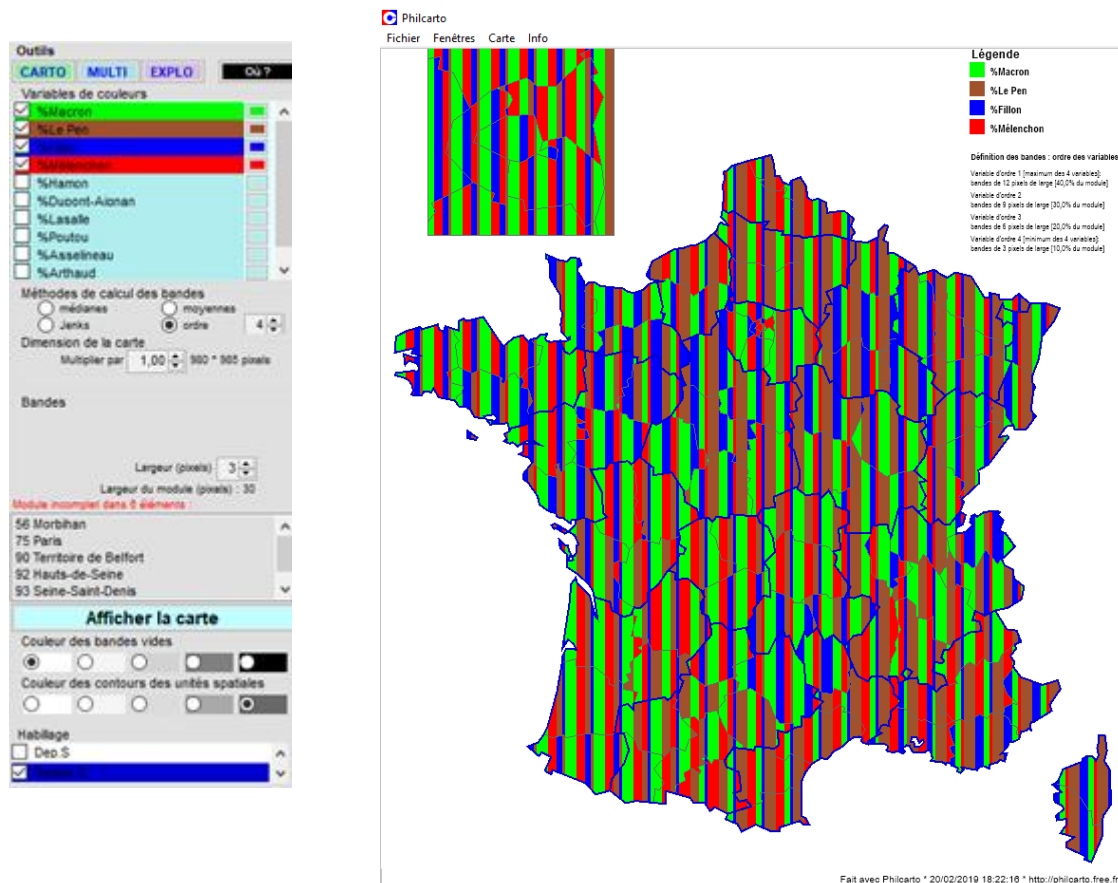 Outils
CARTO MULTI EXPLO Où ?
Variables de couleurs
%Macron
%Le Pen
%Mélenchon
%Hamon
%Dupont-Aignan
%Lasalle
%Poutou
%Asselineau
%Arthaud
Méthodes de calcul des bandes
médianes moyennes
Jenks ordre 4
Dimension de la carte
Multiplier par 1,00 980 * 985 pixels
Bandes
Largeur (pixels) 3
Largeur du module (pixels) : 30
Module incomplet dans 6 éléments :
56 Morbihan
75 Paris
90 Territoire de Belfort
92 Hauts-de-Seine
93 Seine-Saint-Denis
Afficher la carte
Couleur des bandes vides
Couleur des contours des unités spatiales
Habillage
Dep.S
Philcarto
Fichier Fenêtres Carte Info
Légende
%Macron
%Le Pen
%Fillon
%Mélenchon
Définition des bandes : ordre des variables
Variable d'ordre 1 [maximum des 4 variables]:
bandes de 12 pixels de large [40,0% du module]
Variable d'ordre 2
bandes de 9 pixels de large [30,0% du module]
Variable d'ordre 3
bandes de 6 pixels de large [20,0% du module]
Variable d'ordre 4 [minimum des 4 variables]:
bandes de 3 pixels de large [10,0% du module]
Fait avec Philcarto * 20/02/2019 18:22:16 * http://philcarto.free.fr